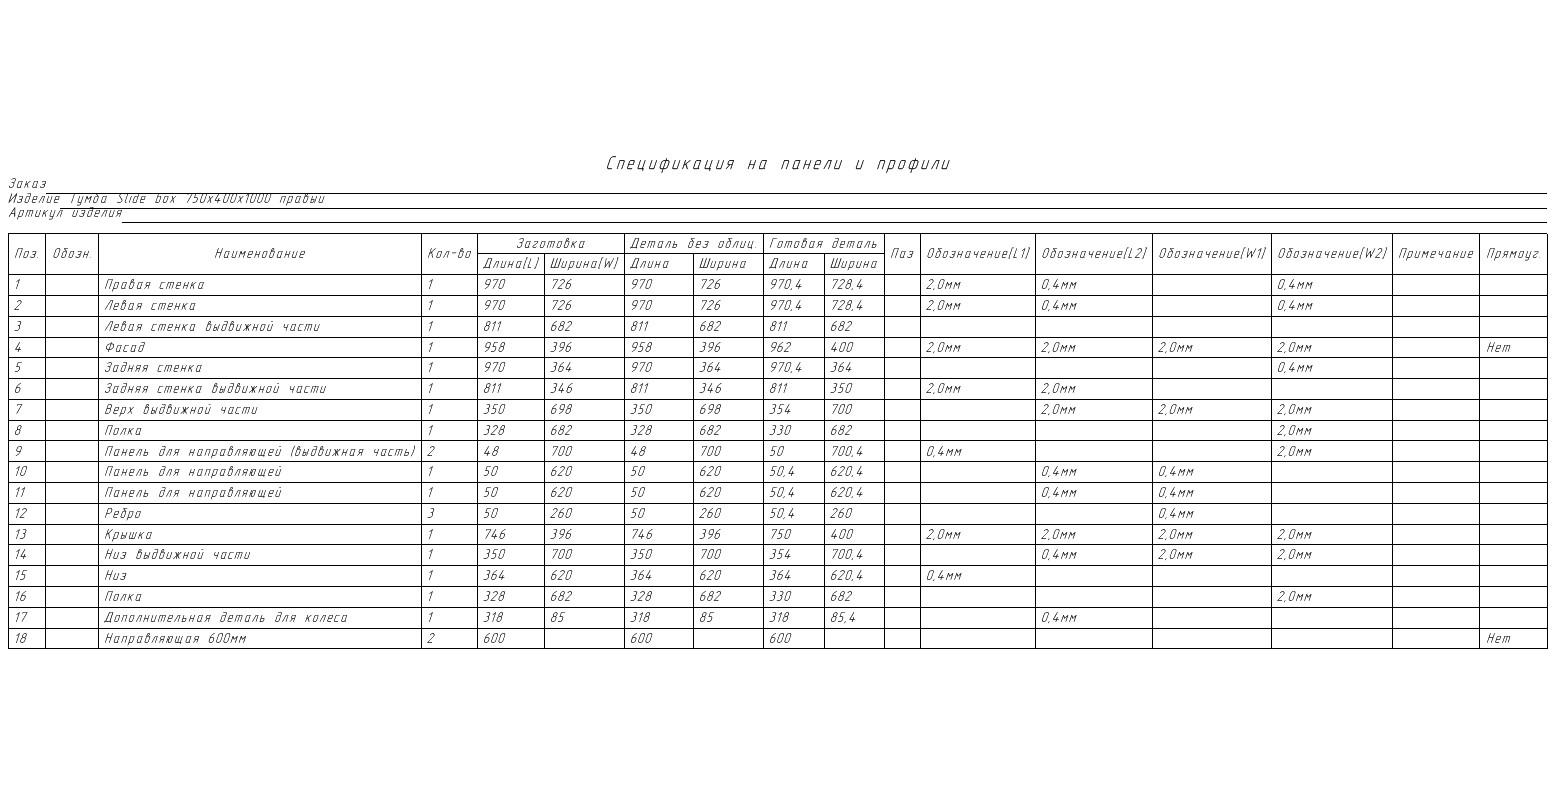 Спецификация на панели и профили
Заказ
Изделие Тумба Slide box 750х400х1000 правый
Артикул изделия
Поз. Обозн. Наименование Кол-во Заготовка Деталь без облиц. Готовая деталь Паз Обозначение(L1) Обозначение(L2) Обозначение(W1) Обозначение(W2) Примечание Прямоуг.
Длина(L) Ширина(W) Длина Ширина Длина Ширина
1 Правая стенка 1 970 726 970 726 970,4 728,4 2,0мм 0,4мм 0,4мм
2 Левая стенка 1 970 726 970 726 970,4 728,4 2,0мм 0,4мм 0,4мм
3 Левая стенка выдвижной части 1 811 682 811 682 811 682
4 Фасад 1 958 396 958 396 962 400 2,0мм 2,0мм 2,0мм 2,0мм Нет
5 Задняя стенка 1 970 364 970 364 970,4 364 0,4мм
6 Задняя стенка выдвижной части 1 811 346 811 346 811 350 2,0мм 2,0мм
7 Верх выдвижной части 1 350 698 350 698 354 700 2,0мм 2,0мм 2,0мм
8 Полка 1 328 682 328 682 330 682 2,0мм
9 Панель для направляющей (выдвижная часть) 2 48 700 48 700 50 700,4 0,4мм 2,0мм
10 Панель для направляющей 1 50 620 50 620 50,4 620,4 0,4мм 0,4мм
11 Панель для направляющей 1 50 620 50 620 50,4 620,4 0,4мм 0,4мм
12 Ребро 3 50 260 50 260 50,4 260 0,4мм
13 Крышка 1 746 396 746 396 750 400 2,0мм 2,0мм 2,0мм 2,0мм
14 Низ выдвижной части 1 350 700 350 700 354 700,4 0,4мм 2,0мм 2,0мм
15 Низ 1 364 620 364 620 364 620,4 0,4мм
16 Полка 1 328 682 328 682 330 682 2,0мм
17 Дополнительная деталь для колеса 1 318 85 318 85 318 85,4 0,4мм
18 Направляющая 600мм 2 600 600 600 Нет